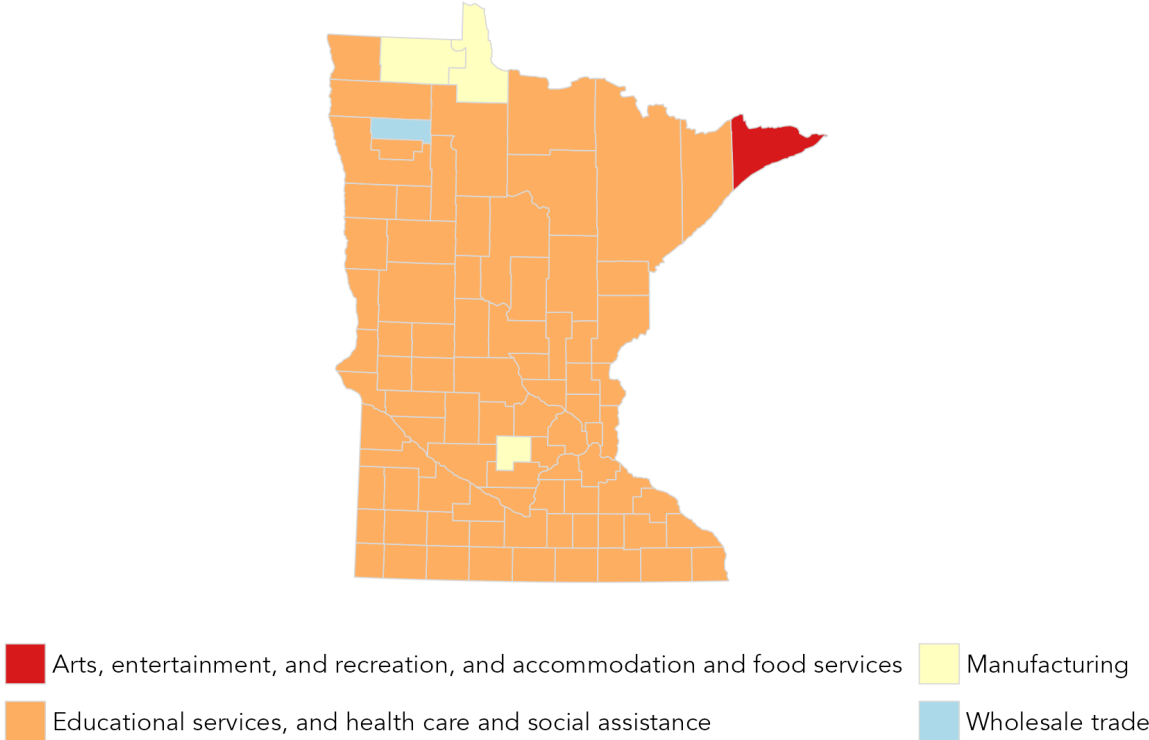 Arts, entertainment, and recreation, and accommodation and food services
Manufacturing
Educational services, and health care and social assistance
Wholesale trade